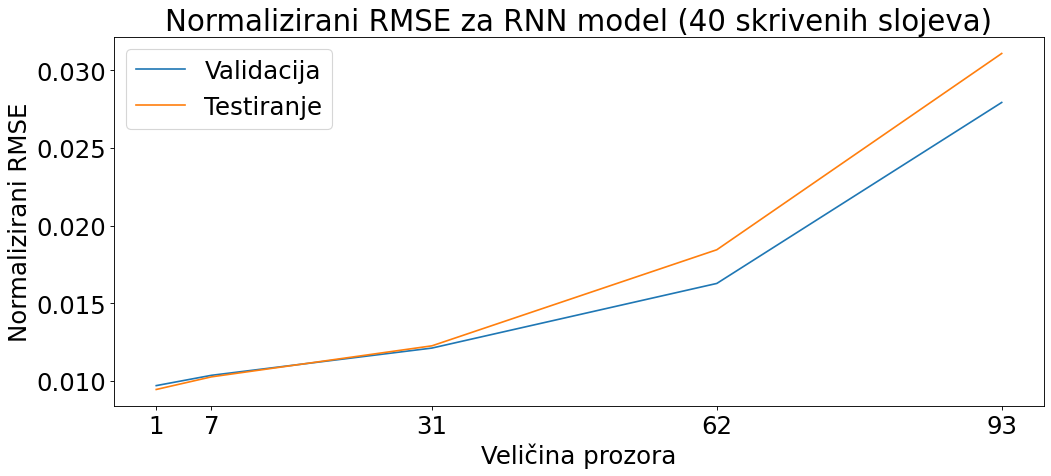 Normalizirani RMSE za RNN model (40 skrivenih slojeva)
Validacija
Testiranje
Normalizirani RMSE
0.030
0.025
0.020
0.015
0.010
1 7 31 62 93
Veličina prozora